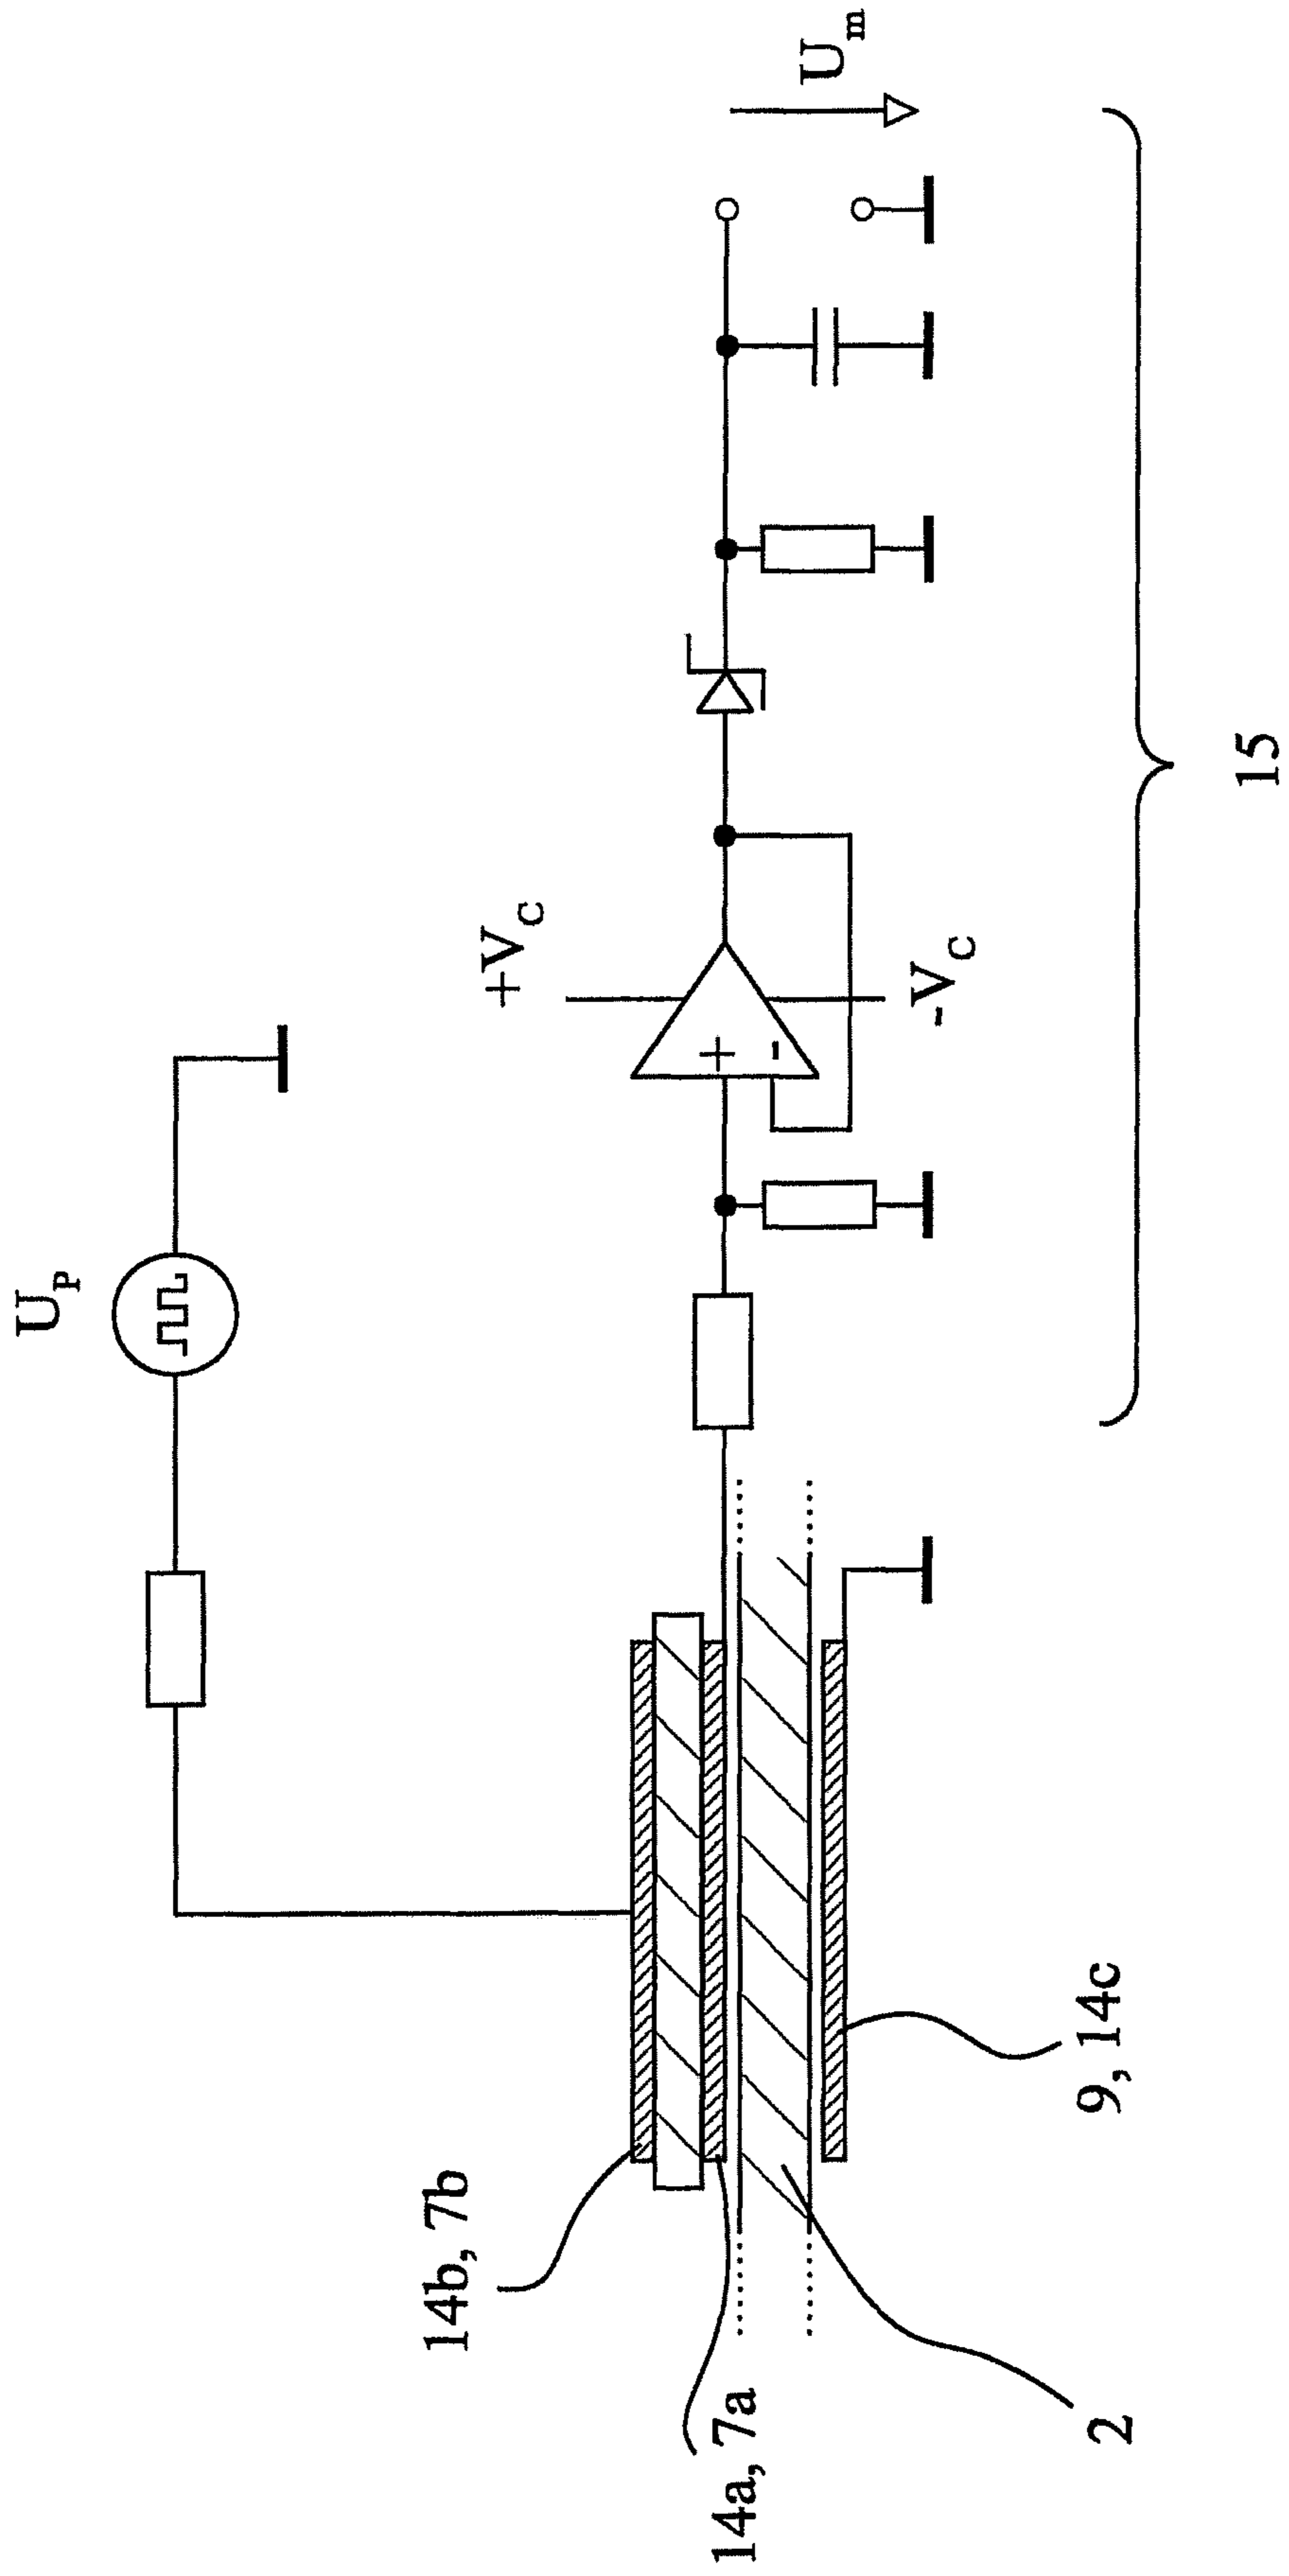 U_P
+V_C
-V_C
U_m
14b, 7b
14a, 7a
2
9, 14c
15
+
-